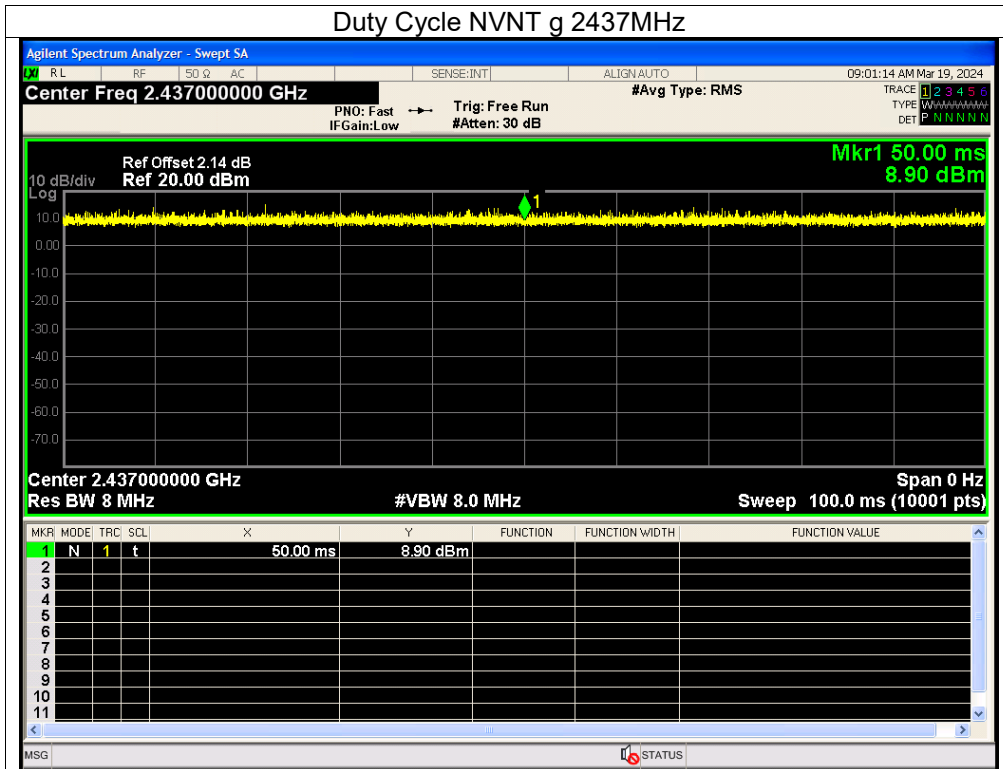 Duty Cycle NVNT g 2437MHz
Agilent Spectrum Analyzer - Swept SA
LXI RL RF 50 Ω AC SENSE:INT ALIGN AUTO 09:01:14 AM Mar 19, 2024
Center Freq 2.437000000 GHz #Avg Type: RMS TRACE 1 2 3 4 5 6
PNO: Fast Trig: Free Run TYPE WWWWWW
IFGain:Low #Atten: 30 dB DET P N N N N N
Mkr1 50.00 ms
Ref Offset 2.14 dB
10 dB/div Ref 20.00 dBm 8.90 dBm
Log
1
10.0
0.00
-10.0
-20.0
-30.0
-40.0
-50.0
-60.0
-70.0
Center 2.437000000 GHz Span 0 Hz
Res BW 8 MHz #VBW 8.0 MHz Sweep 100.0 ms (10001 pts)
MKR MODE TRC SCL X Y FUNCTION FUNCTION WIDTH FUNCTION VALUE
1 N 1 t 50.00 ms 8.90 dBm
2
3
4
5
6
7
8
9
10
11
MSG STATUS